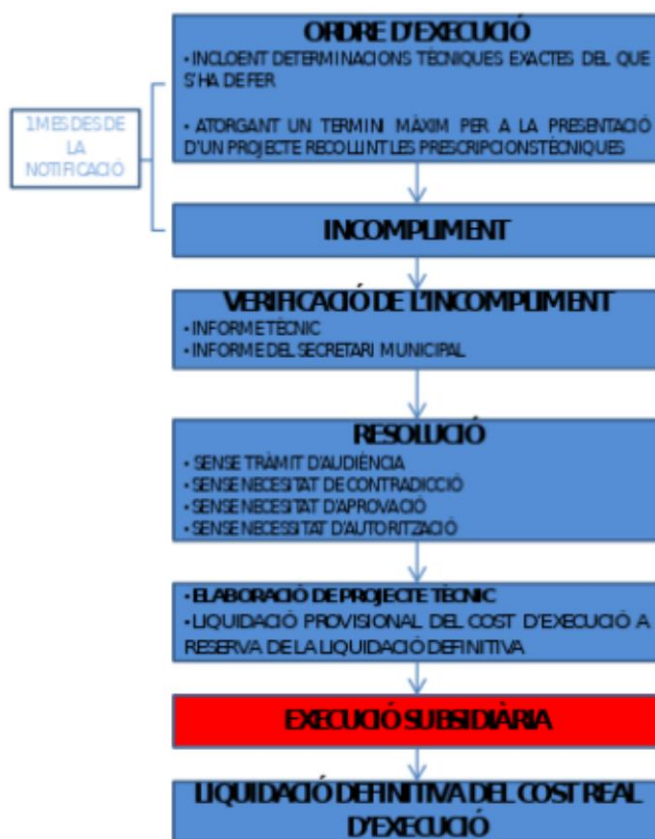 ORDRE D'EXECUCIÓ
• INCLOENT DETERMINACIONS TÈCNIQUES EXACTES DEL QUE
S'HA DE FER
• ATORGANT UN TERMINI MÀXIM PER A LA PRESENTACIÓ
D'UN PROJECTE RECOLLINT LES PRESCRIPCIONS TÈCNIQUES
1 MES DES DE
LA
NOTIFICACIÓ
INCOMPLIMENT
VERIFICACIÓ DE L'INCOMPLIMENT
• INFORME TÈCNIC
• INFORME DEL SECRETARI MUNICIPAL
RESOLUCIÓ
• SENSE TRÀMIT D'AUDIÈNCIA
• SENSE NECESITAT DE CONTRADICCIÓ
• SENSE NECESITAT D'APROVACIÓ
• SENSE NECESSITAT D'AUTORITZACIÓ
• ELABORACIÓ DE PROJECTE TÈCNIC
• LIQUIDACIÓ PROVISIONAL DEL COST D'EXECUCIÓ A
RESERVA DE LA LIQUIDACIÓ DEFINITIVA
EXECUCIÓ SUBSIDIÀRIA
LIQUIDACIÓ DEFINITIVA DEL COST REAL
D'EXECUCIÓ